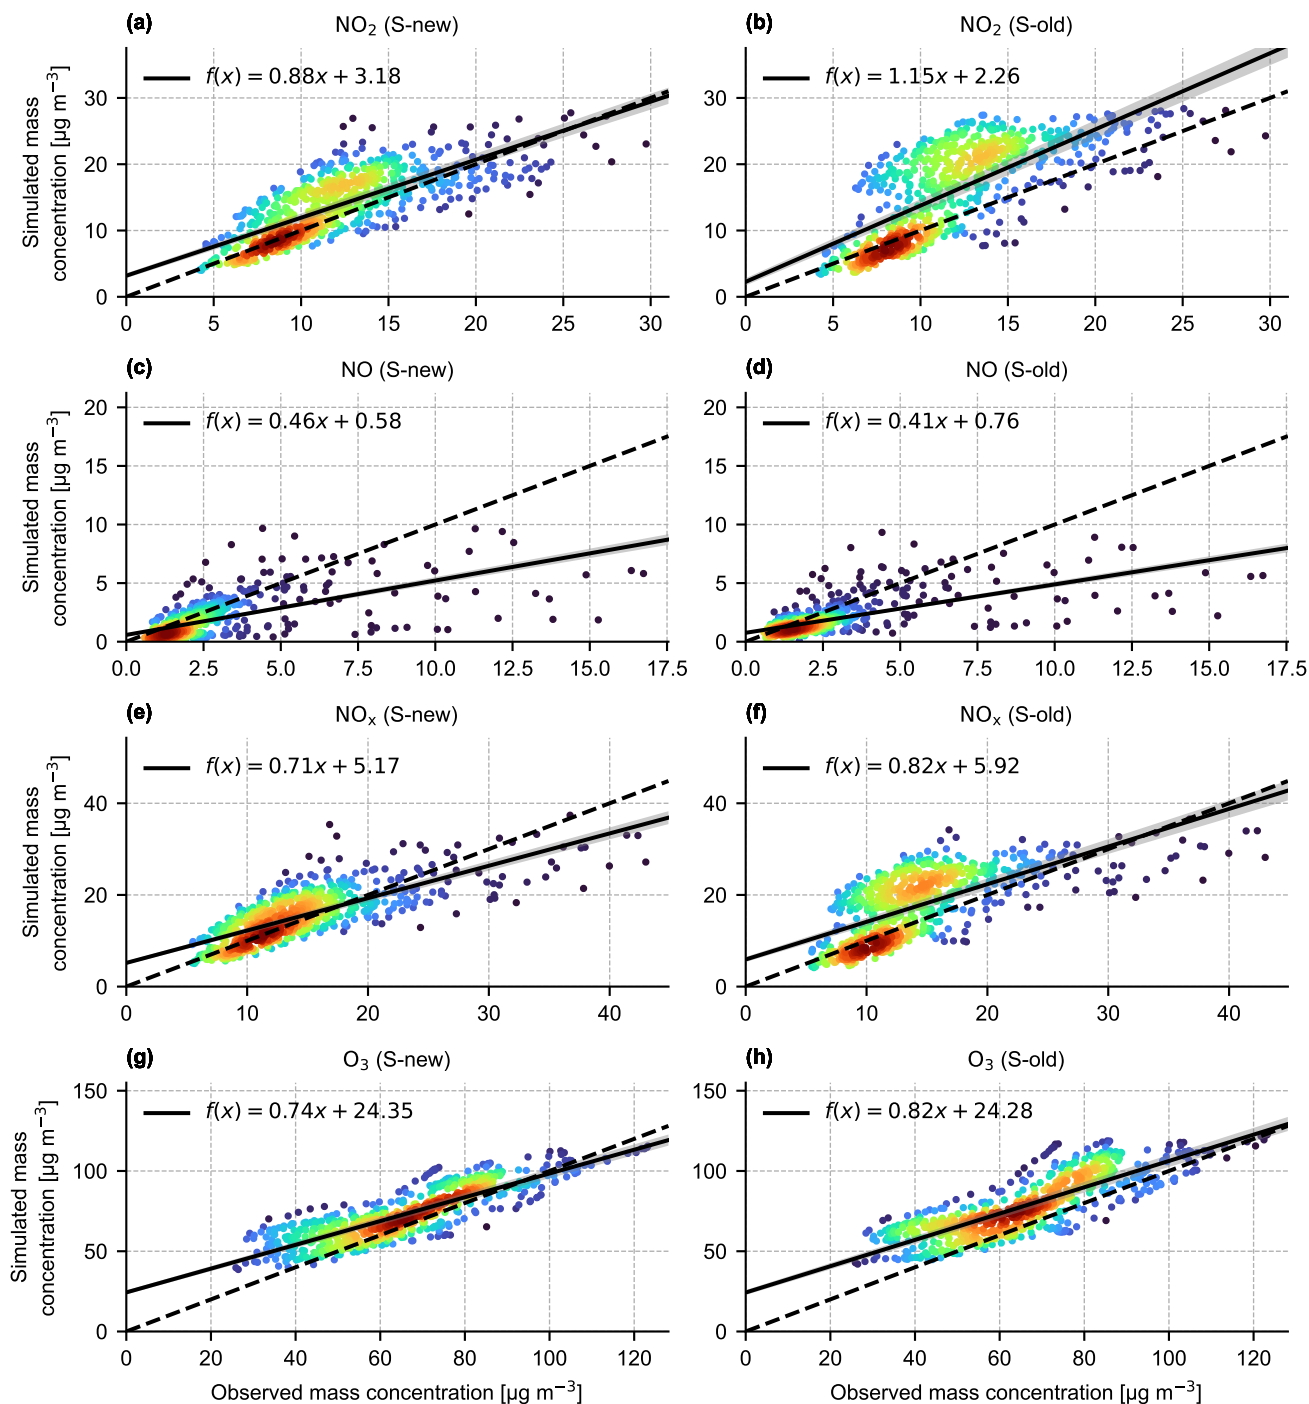 (a) NO₂ (S-new)
(b) NO₂ (S-old)
f(x) = 0.88x + 3.18
f(x) = 1.15x + 2.26
Simulated mass
concentration [µg m⁻³]
30
20
10
0
0 5 10 15 20 25 30
30
20
10
0
0 5 10 15 20 25 30
(c) NO (S-new)
(d) NO (S-old)
f(x) = 0.46x + 0.58
f(x) = 0.41x + 0.76
Simulated mass
concentration [µg m⁻³]
20
15
10
5
0
0.0 2.5 5.0 7.5 10.0 12.5 15.0 17.5
20
15
10
5
0
0.0 2.5 5.0 7.5 10.0 12.5 15.0 17.5
(e) NOₓ (S-new)
(f) NOₓ (S-old)
f(x) = 0.71x + 5.17
f(x) = 0.82x + 5.92
Simulated mass
concentration [µg m⁻³]
40
20
0
0 10 20 30 40
40
20
0
0 10 20 30 40
(g) O₃ (S-new)
(h) O₃ (S-old)
f(x) = 0.74x + 24.35
f(x) = 0.82x + 24.28
Simulated mass
concentration [µg m⁻³]
150
100
50
0
0 20 40 60 80 100 120
150
100
50
0
0 20 40 60 80 100 120
Observed mass concentration [µg m⁻³]
Observed mass concentration [µg m⁻³]